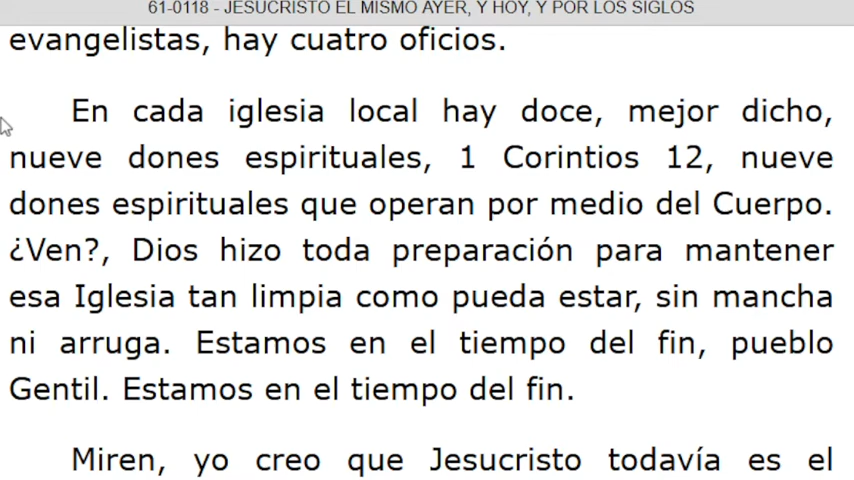 61-0118 - JESUCRISTO EL MISMO AYER, Y HOY, Y POR LOS SIGLOS
evangelistas, hay cuatro oficios.
En cada iglesia local hay doce, mejor dicho,
nueve dones espirituales, 1 Corintios 12, nueve
dones espirituales que operan por medio del Cuerpo.
¿Ven?, Dios hizo toda preparación para mantener
esa Iglesia tan limpia como pueda estar, sin mancha
ni arruga. Estamos en el tiempo del fin, pueblo
Gentil. Estamos en el tiempo del fin.
Miren, yo creo que Jesucristo todavía es el